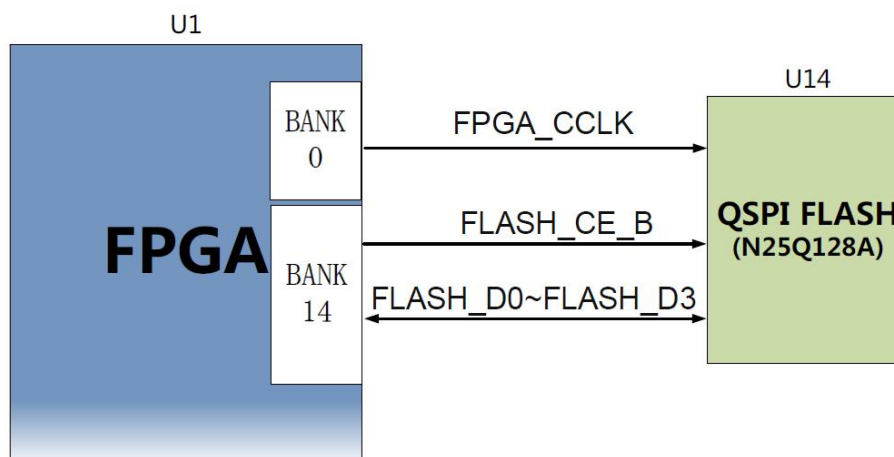 U1
U14
BANK
0
FPGA_CCLK
FPGA
BANK
14
FLASH_CE_B
FLASH_D0~FLASH_D3
QSPI FLASH
(N25Q128A)